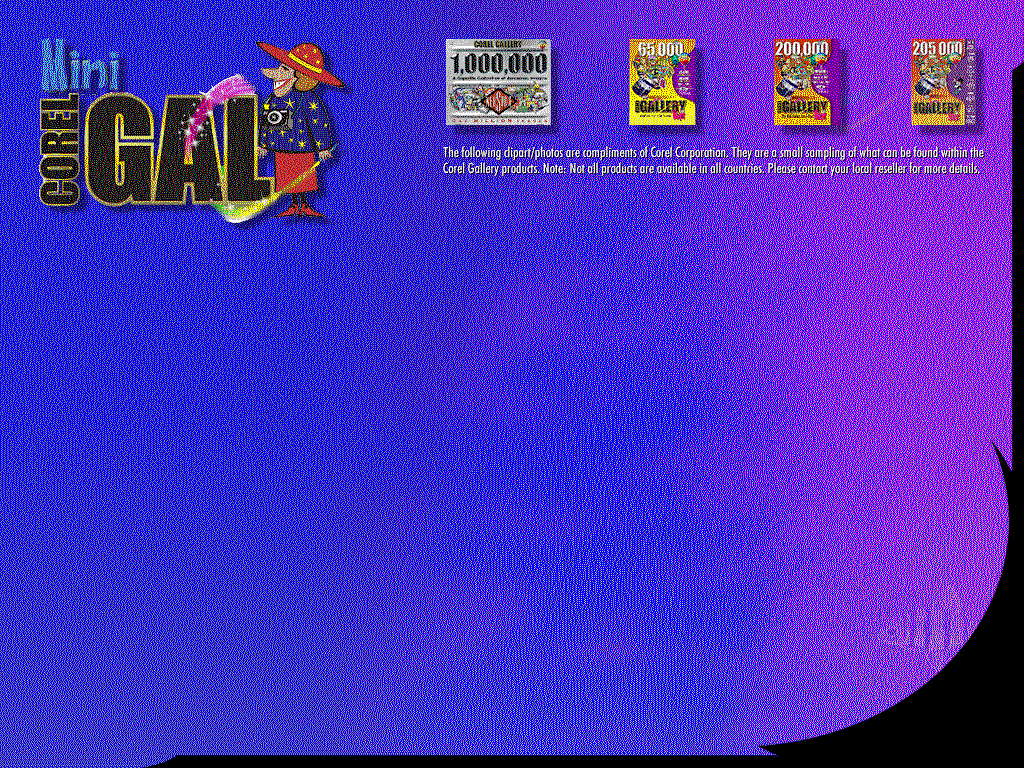 Mini
COREL
GAL
COREL GALLERY
1,000,000
ONE MILLION IMAGES
65,000
GALLERY
200,000
GALLERY
205,000
GALLERY
The following clipart/photos are compliments of Corel Corporation. They are a small sampling of what can be found within the
Corel Gallery products. Note: Not all products are available in all countries. Please contact your local reseller for more details.